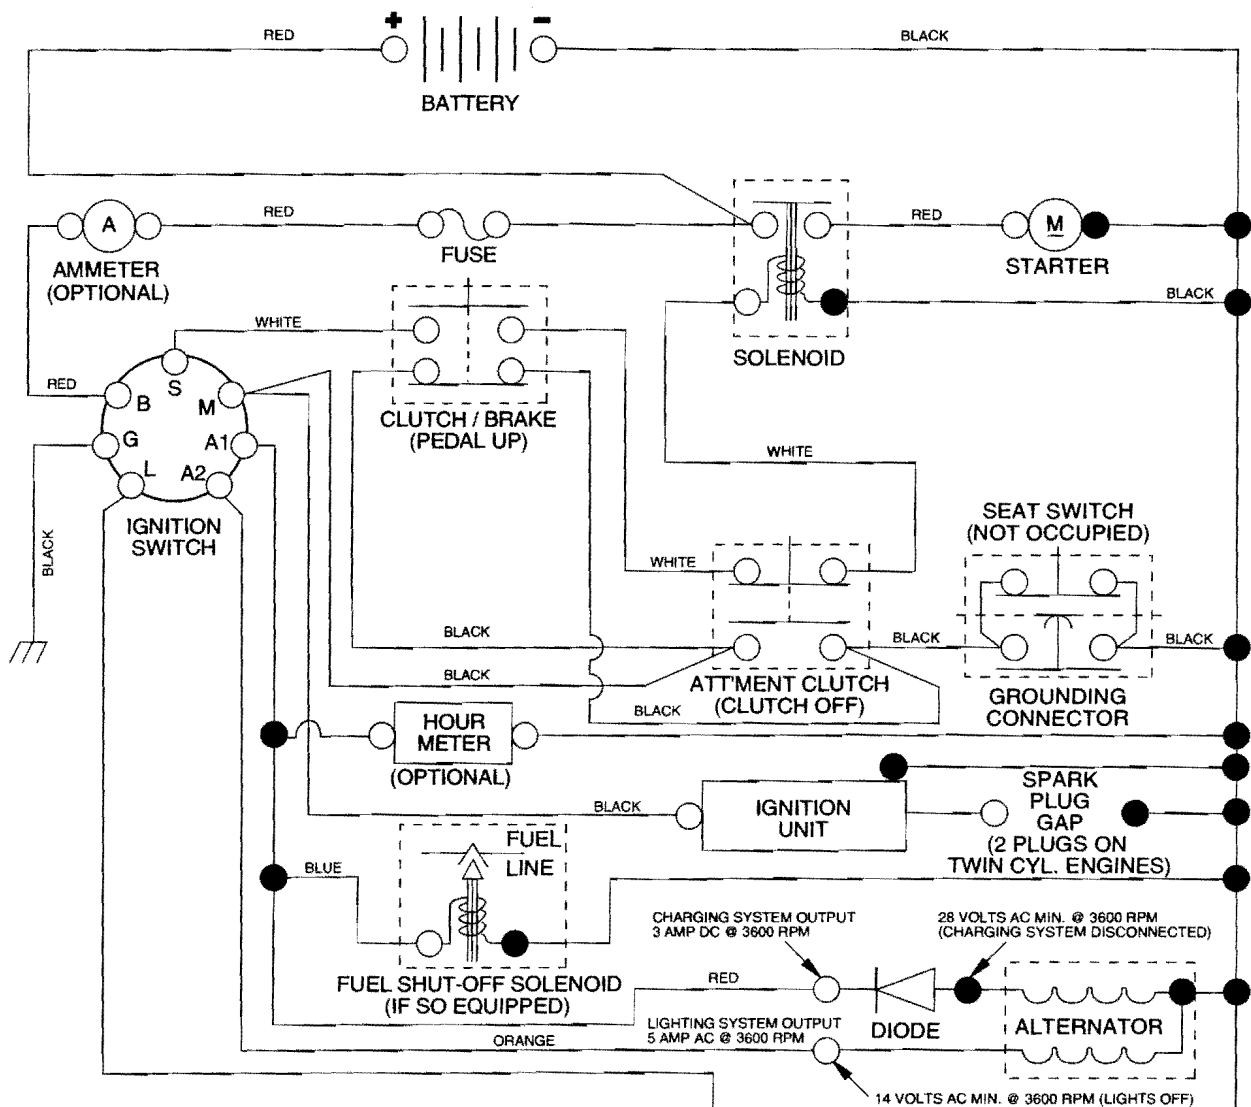 +
−
RED
BLACK
BATTERY
RED
RED
A
M
FUSE
STARTER
AMMETER
(OPTIONAL)
BLACK
WHITE
SOLENOID
RED
S
B
M
CLUTCH / BRAKE
(PEDAL UP)
G
A1
L
A2
WHITE
IGNITION
SWITCH
BLACK
SEAT SWITCH
(NOT OCCUPIED)
WHITE
BLACK
BLACK
BLACK
BLACK
ATT'MENT CLUTCH
(CLUTCH OFF)
BLACK
GROUNDING
CONNECTOR
HOUR
METER
(OPTIONAL)
BLACK
IGNITION
UNIT
SPARK
PLUG
GAP
(2 PLUGS ON
TWIN CYL. ENGINES)
FUEL
LINE
BLUE
CHARGING SYSTEM OUTPUT
3 AMP DC @ 3600 RPM
28 VOLTS AC MIN. @ 3600 RPM
(CHARGING SYSTEM DISCONNECTED)
FUEL SHUT-OFF SOLENOID
(IF SO EQUIPPED)
RED
DIODE
ALTERNATOR
LIGHTING SYSTEM OUTPUT
5 AMP AC @ 3600 RPM
ORANGE
14 VOLTS AC MIN. @ 3600 RPM (LIGHTS OFF)